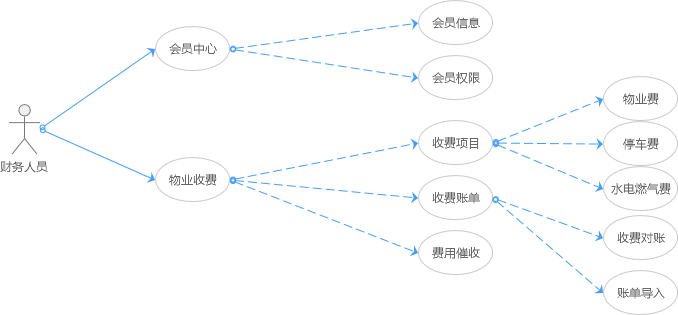 财务人员
会员中心
会员信息
会员权限
物业收费
收费项目
物业费
停车费
水电燃气费
收费账单
收费对账
账单导入
费用催收